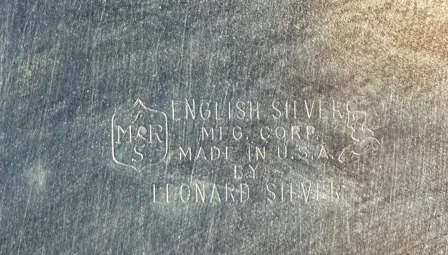 ENGLISH SILVER
MFG. CORP.
MADE IN U.S.A.
BY
LEONARD SILVER
M R
S